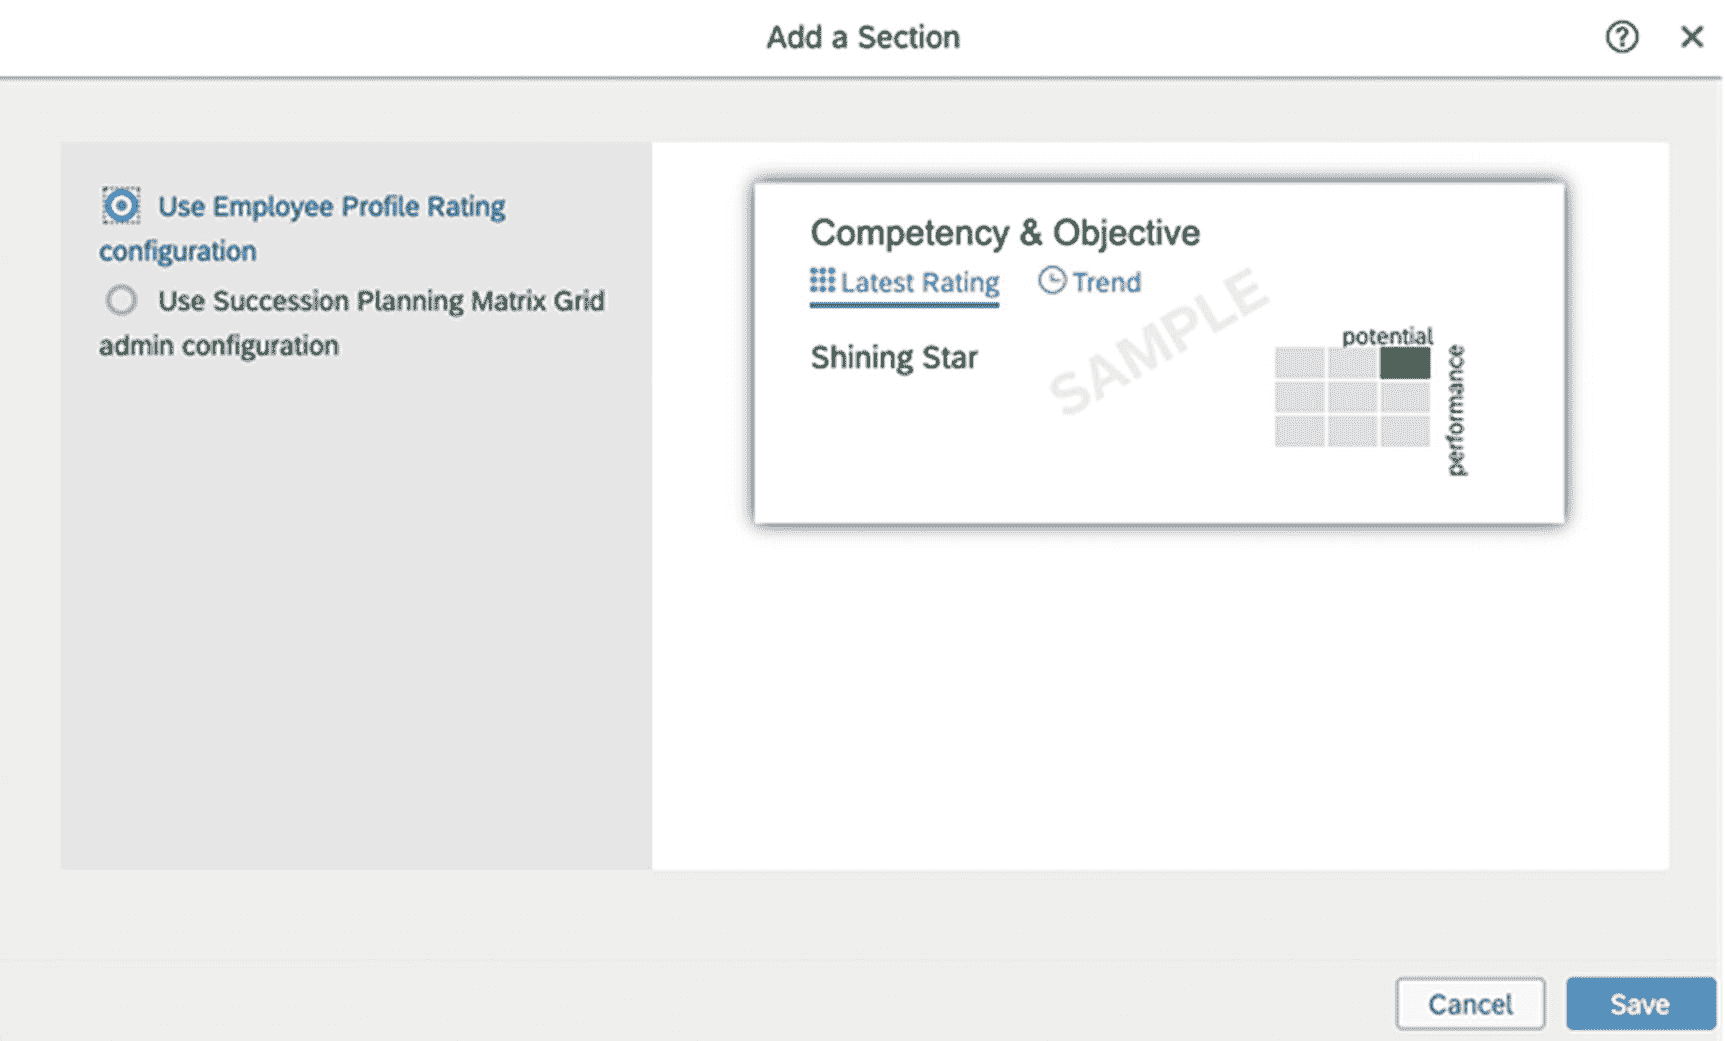 Add a Section
?
Use Employee Profile Rating
configuration
Use Succession Planning Matrix Grid
admin configuration
Competency & Objective
Latest Rating
Trend
SAMPLE
Shining Star
potential
performance
Cancel
Save